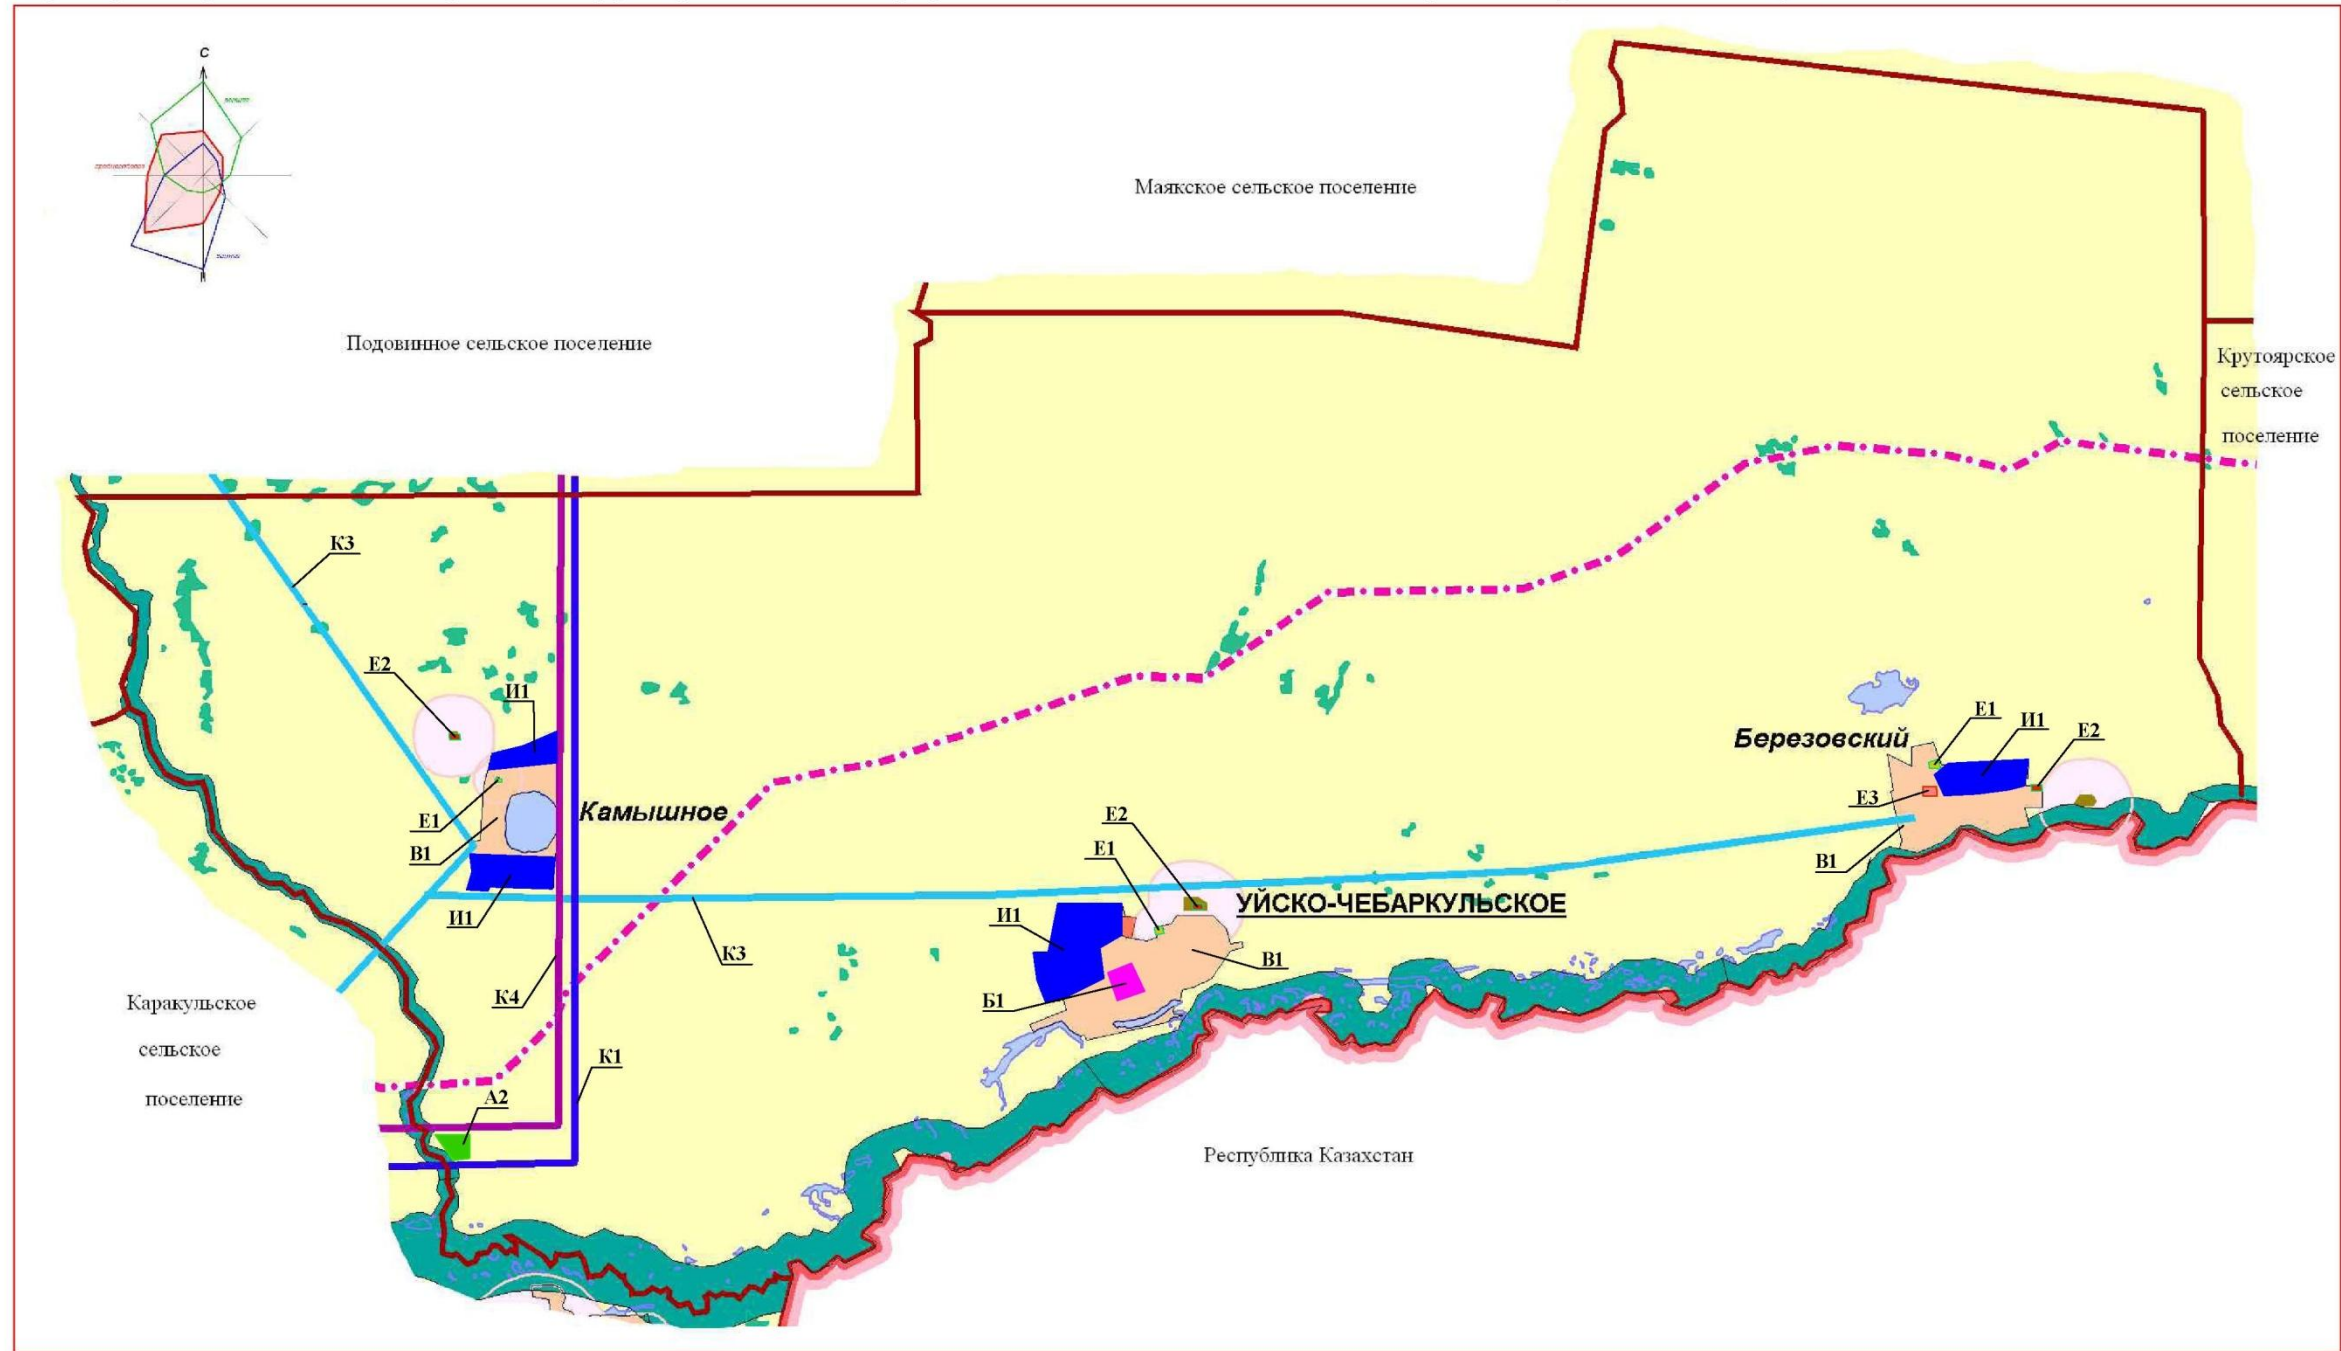 С
Маякское сельское поселение
Подовинное сельское поселение
Крутоярское
сельское
поселение
К3
Е2
И1
Е1
И1
Е2
Березовский
Камышное
Е1
Е2
Е3
В1
Е1
В1
УЙСКО-ЧЕБАРКУЛЬСКОЕ
И1
И1
К3
В1
К4
Б1
Каракульское
сельское
поселение
К1
А2
Республика Казахстан